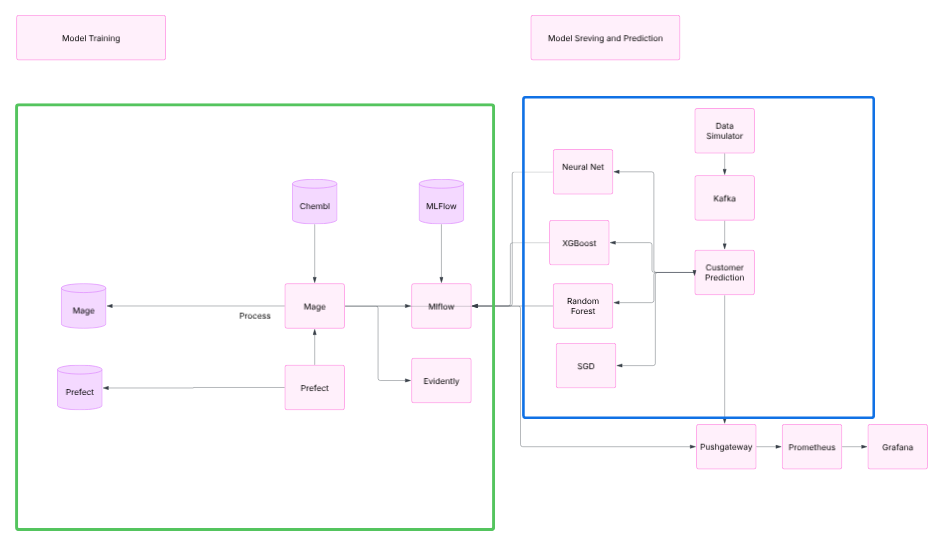 Model Training
Model Sreving and Prediction
Data
Simulator
Neural Net
Kafka
Chembl
MLFlow
XGBoost
Customer
Prediction
Mage
Process
Mage
Mlflow
Random
Forest
Prefect
Prefect
Evidently
SGD
Pushgateway
Prometheus
Grafana